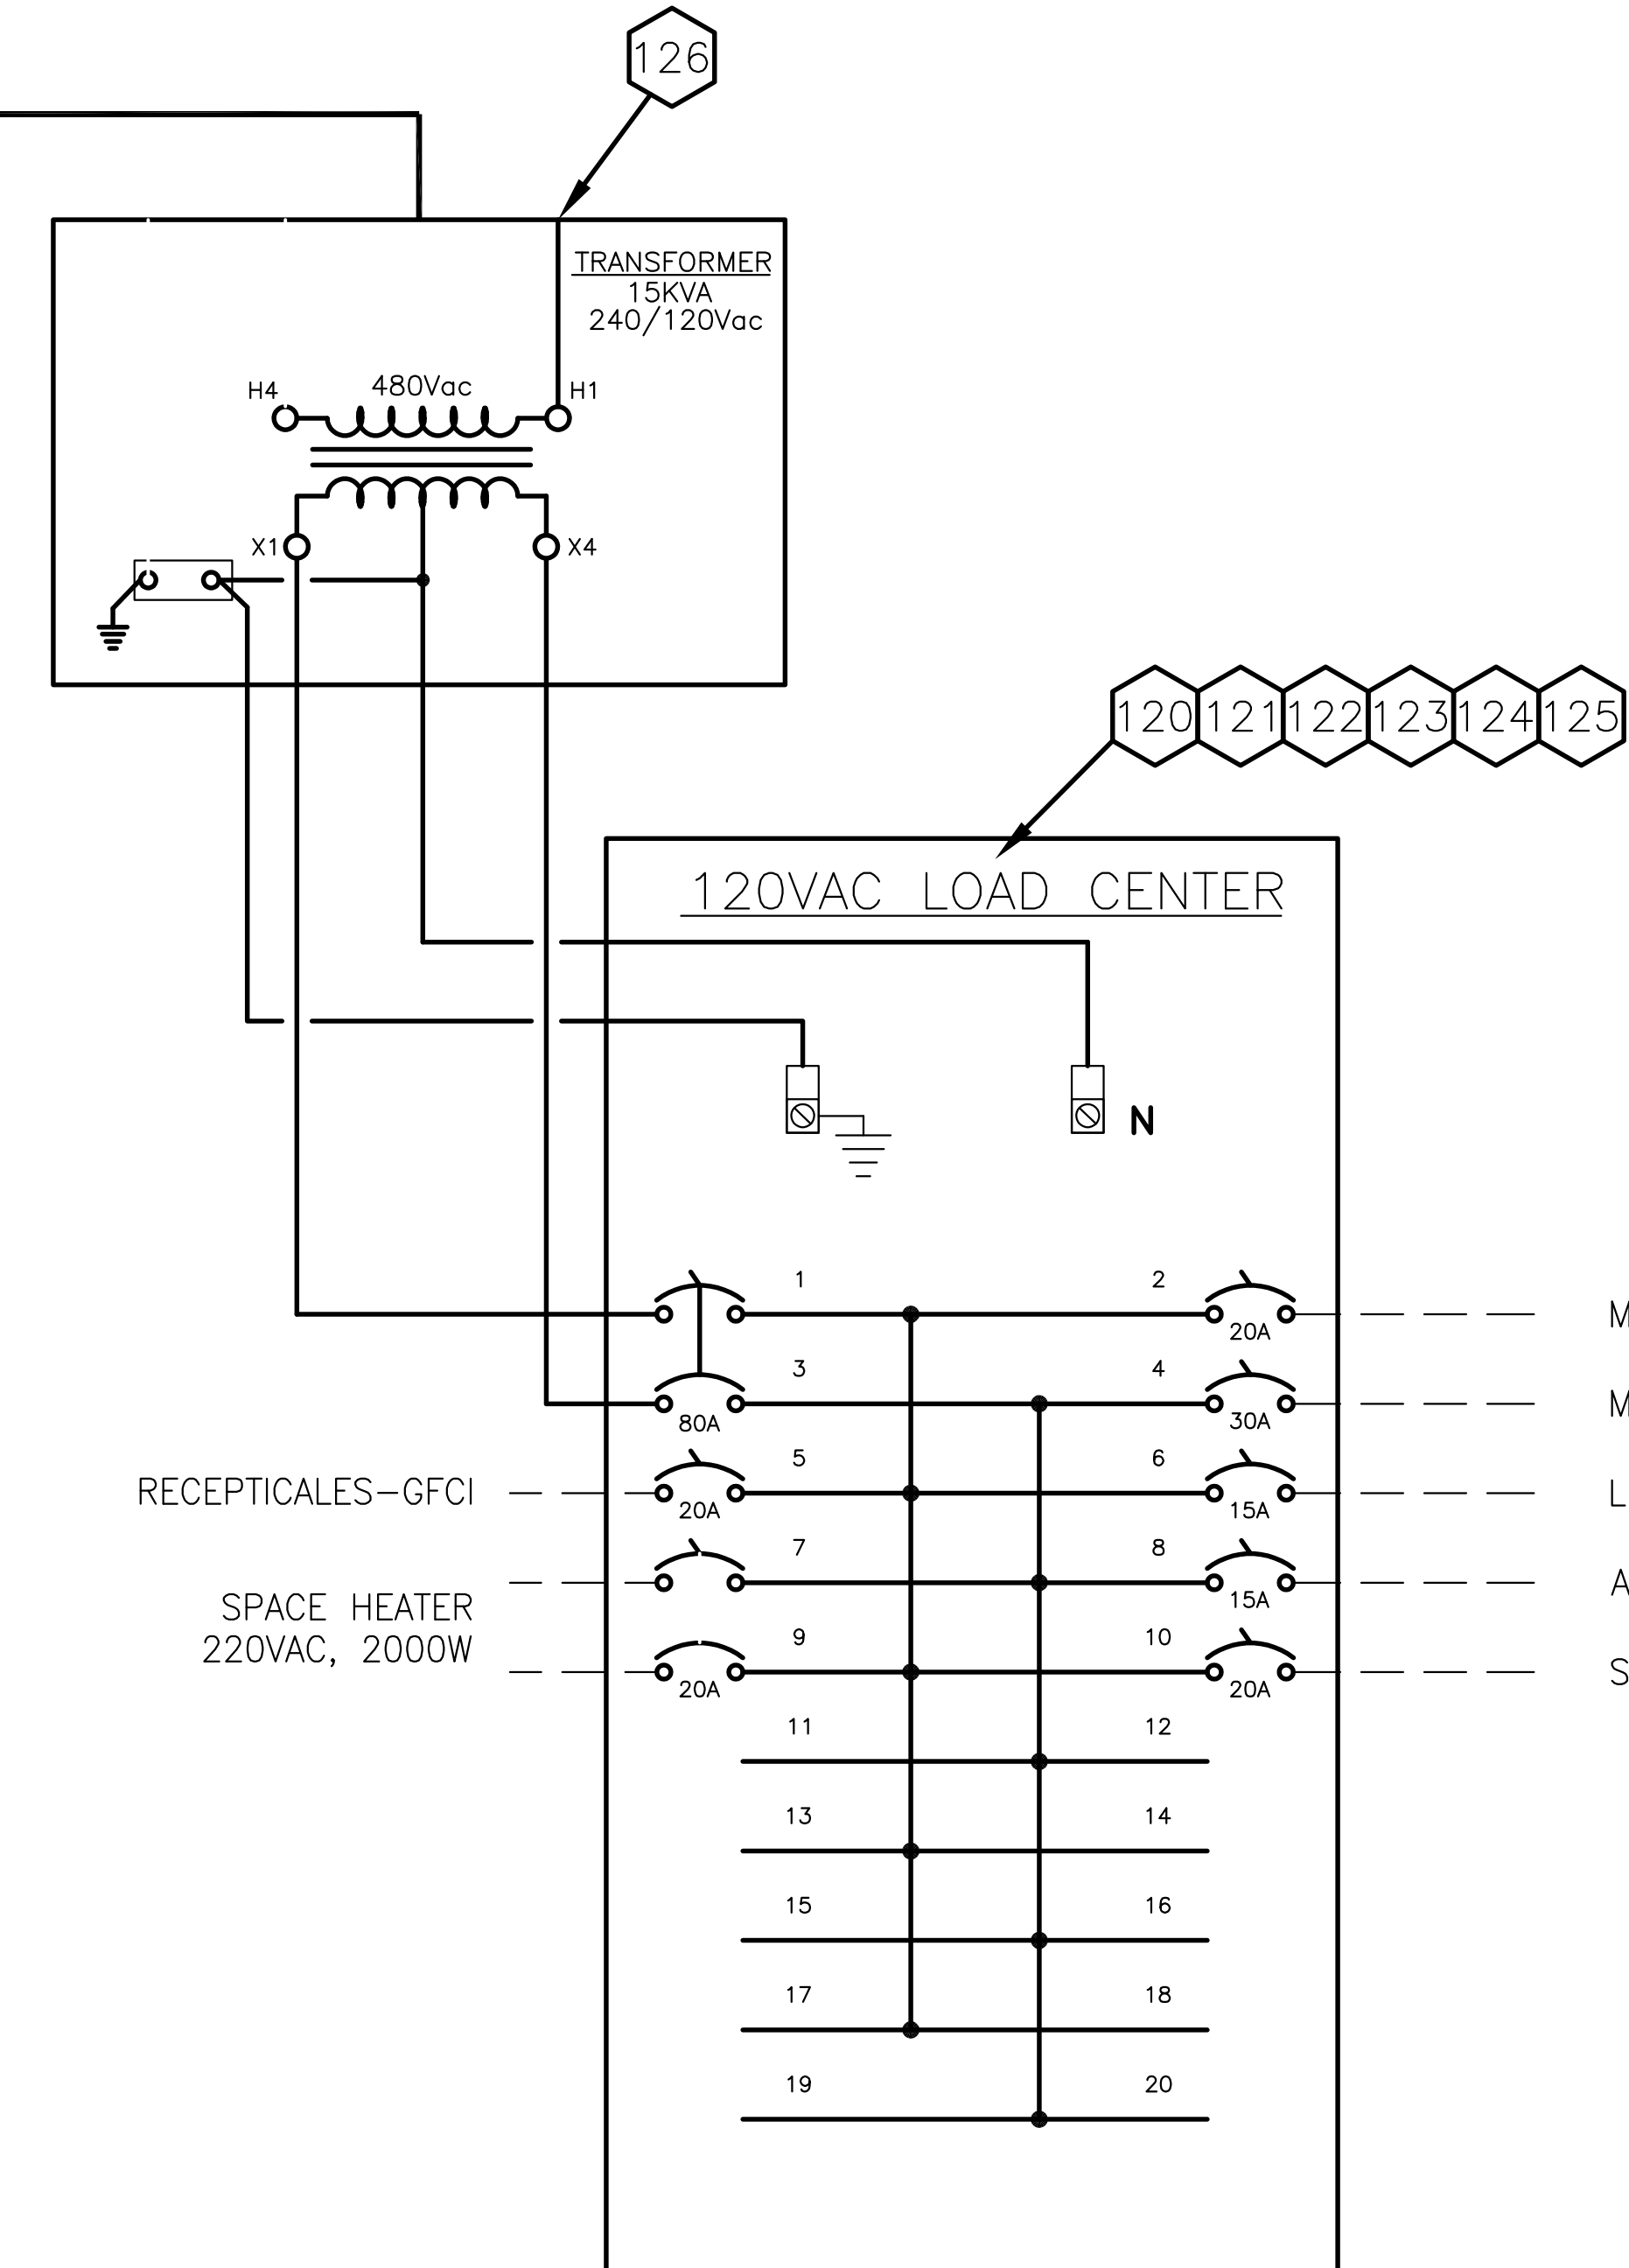 126
TRANSFORMER
15KVA
240/120Vac
H4 480Vac H1
X1 X4
120 121 122 123 124 125
120VAC LOAD CENTER
N
1 2
20A
3 4
80A 30A
RECEPTICALES-GFCI
5 6
20A 15A
7 8
15A
SPACE HEATER
220VAC, 2000W
9 10
20A 20A
11 12
13 14
15 16
17 18
19 20